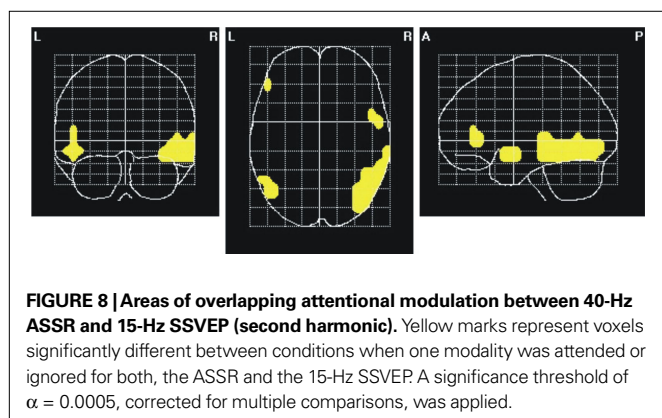 L R L R A P
FIGURE 8 | Areas of overlapping attentional modulation between 40-Hz
ASSR and 15-Hz SSVEP (second harmonic). Yellow marks represent voxels
significantly different between conditions when one modality was attended or
ignored for both, the ASSR and the 15-Hz SSVEP. A significance threshold of
α = 0.0005, corrected for multiple comparisons, was applied.